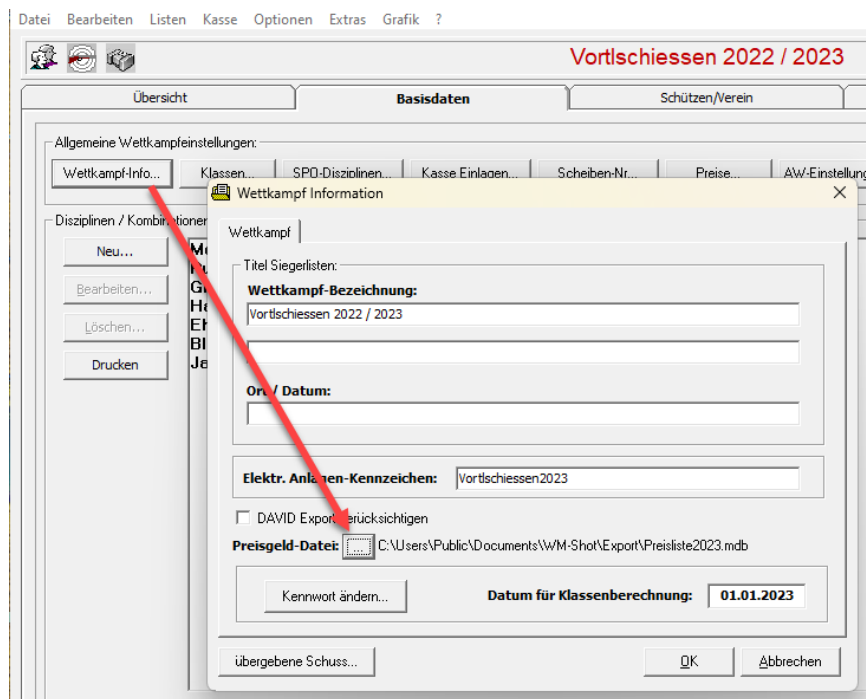 Datei Bearbeiten Listen Kasse Optionen Extras Grafik ?
Vortlschiessen 2022 / 2023
Übersicht Basisdaten Schützen/Verein
Allgemeine Wettkampfeinstellungen:
Wettkampf-Info... Klassen... SPO-Disziplinen... Kasse Einlagen... Scheiben-Nr... Preise... AW-Einstellung
Wettkampf Information
Disziplinen / Kombinationen
Wettkampf
Neu...
Titel Siegerlisten:
Bearbeiten...
Wettkampf-Bezeichnung:
Vortlschiessen 2022 / 2023
Löschen...
Drucken
Ort / Datum:
Elektr. Anlagen-Kennzeichen: Vortlschiessen2023
DAVID Export berücksichtigen
Preisgeld-Datei: ... C:\Users\Public\Documents\WM-Shot\Export\Preisliste2023.mdb
Kennwort ändern... Datum für Klassenberechnung: 01.01.2023
übergebene Schuss... OK Abbrechen